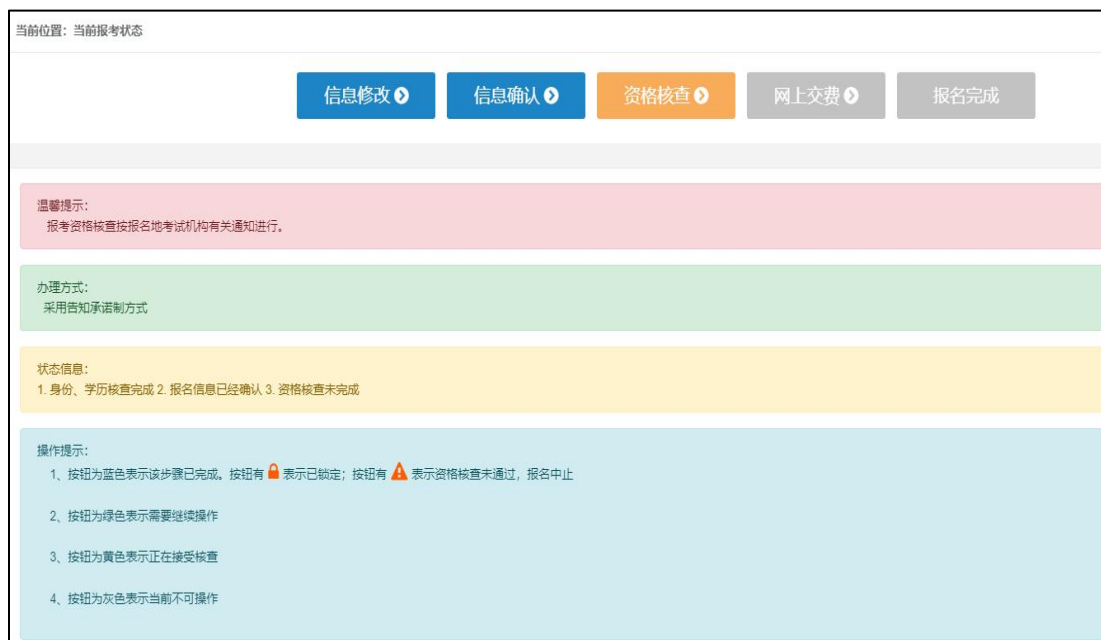 当前位置：当前报考状态
信息修改
信息确认
资格核查
网上交费
报名完成
温馨提示：
报考资格核查按报名地考试机构有关通知进行。
办理方式：
采用告知承诺制方式
状态信息：
1. 身份、学历核查完成 2. 报名信息已经确认 3. 资格核查未完成
操作提示：
1、按钮为蓝色表示该步骤已完成。按钮有 表示已锁定；按钮有 表示资格核查未通过，报名中止
2、按钮为绿色表示需要继续操作
3、按钮为黄色表示正在接受核查
4、按钮为灰色表示当前不可操作